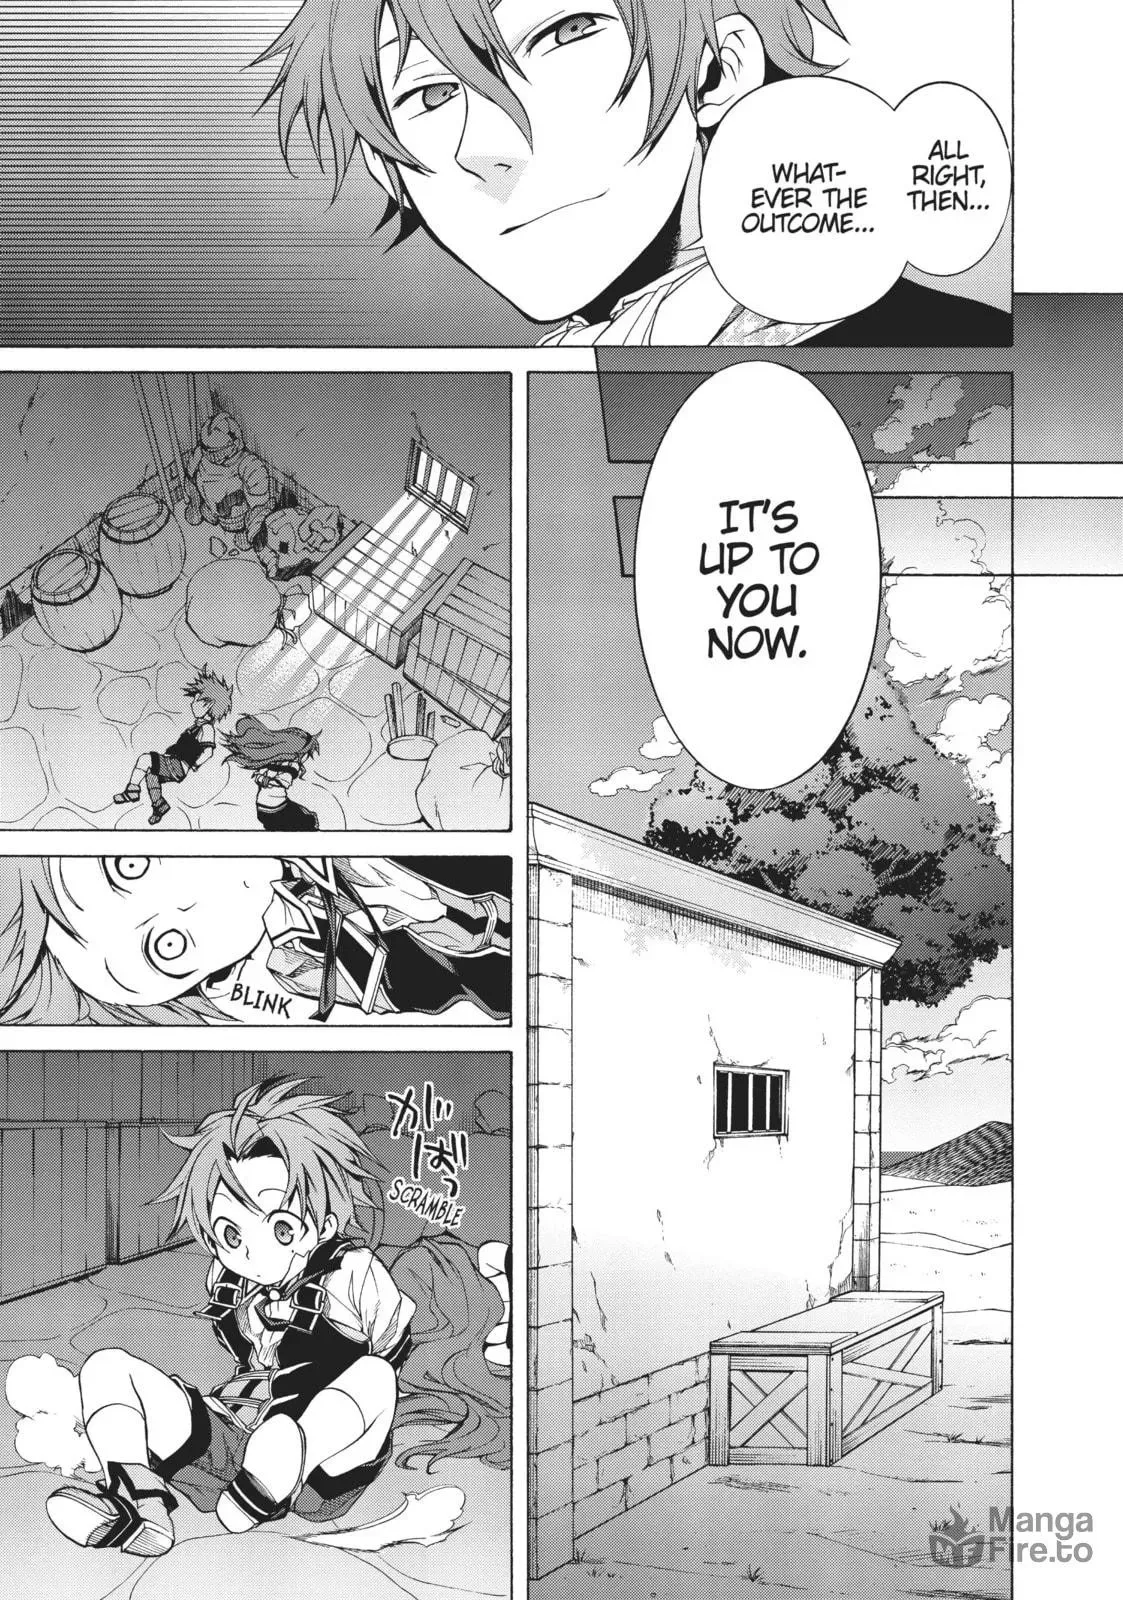 ALL
RIGHT,
THEN...
WHAT-
EVER THE
OUTCOME...
IT'S
UP TO
YOU
NOW.
BLINK
がばっ
SCRAMBLE
Manga
Fire.to